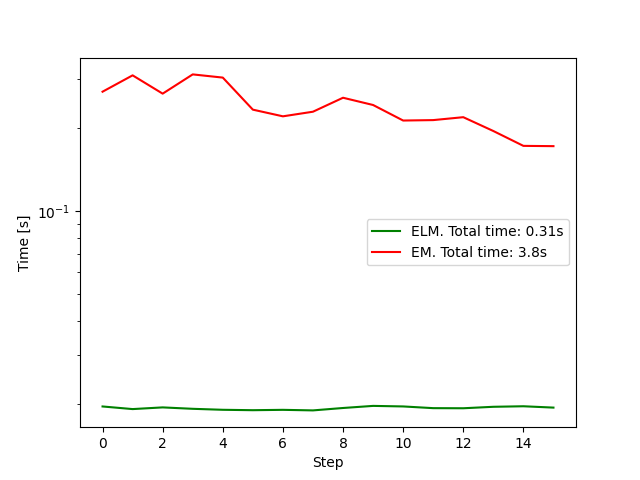 Time [s]
10⁻¹
ELM. Total time: 0.31s
EM. Total time: 3.8s
0 2 4 6 8 10 12 14
Step